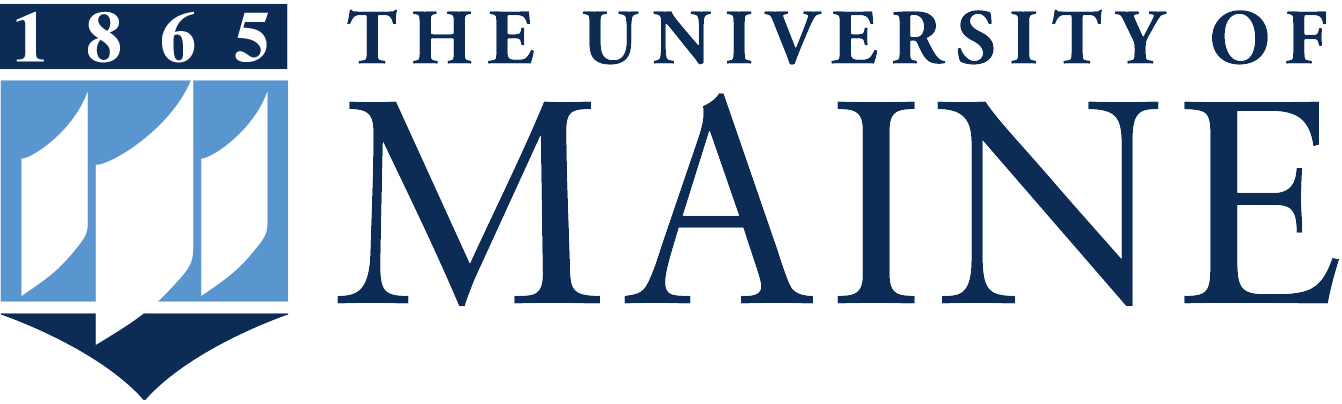 1865
THE UNIVERSITY OF
MAINE